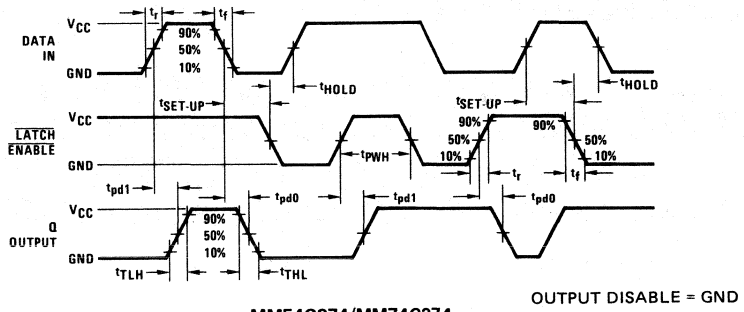 VCC tr tf
DATA IN 90% 50% 10%
GND
tSET-UP tHOLD tSET-UP tHOLD
VCC
LATCH ENABLE 90% 90% 50% 50% 10% 10%
GND
tPWH tr tf
tpd1 tpd0 tpd1 tpd0
VCC
Q OUTPUT 90% 50% 10%
GND
tTLH tTHL
OUTPUT DISABLE = GND